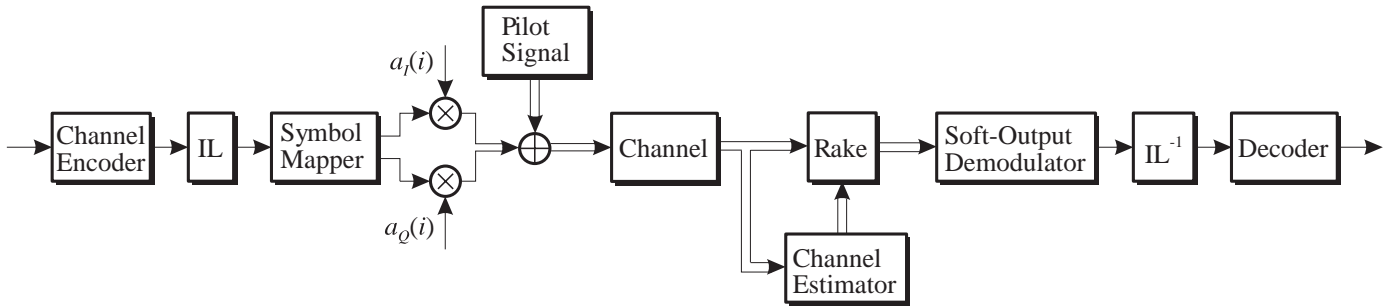 Pilot
Signal
a_I(i)
Channel
Encoder
IL
Symbol
Mapper
Channel
Rake
Soft-Output
Demodulator
IL⁻¹
Decoder
a_Q(i)
Channel
Estimator